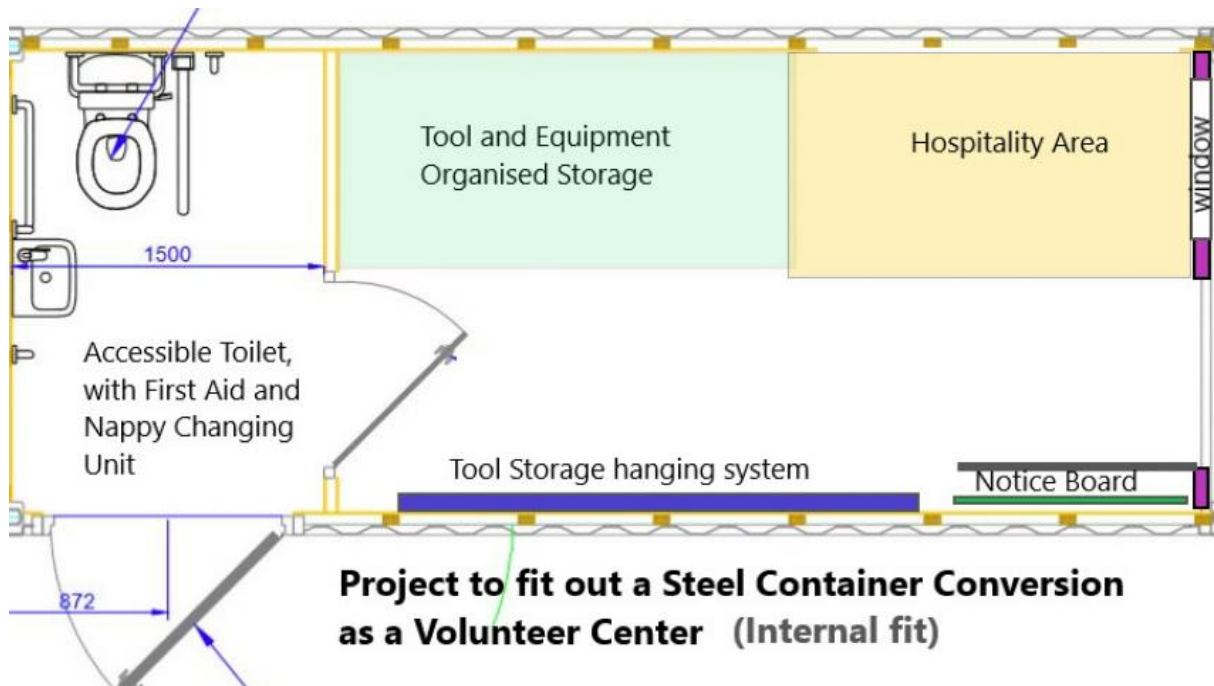 Tool and Equipment
Organised Storage
Hospitality Area
window
1500
Accessible Toilet,
with First Aid and
Nappy Changing
Unit
Tool Storage hanging system
Notice Board
872
Project to fit out a Steel Container Conversion
as a Volunteer Center (Internal fit)